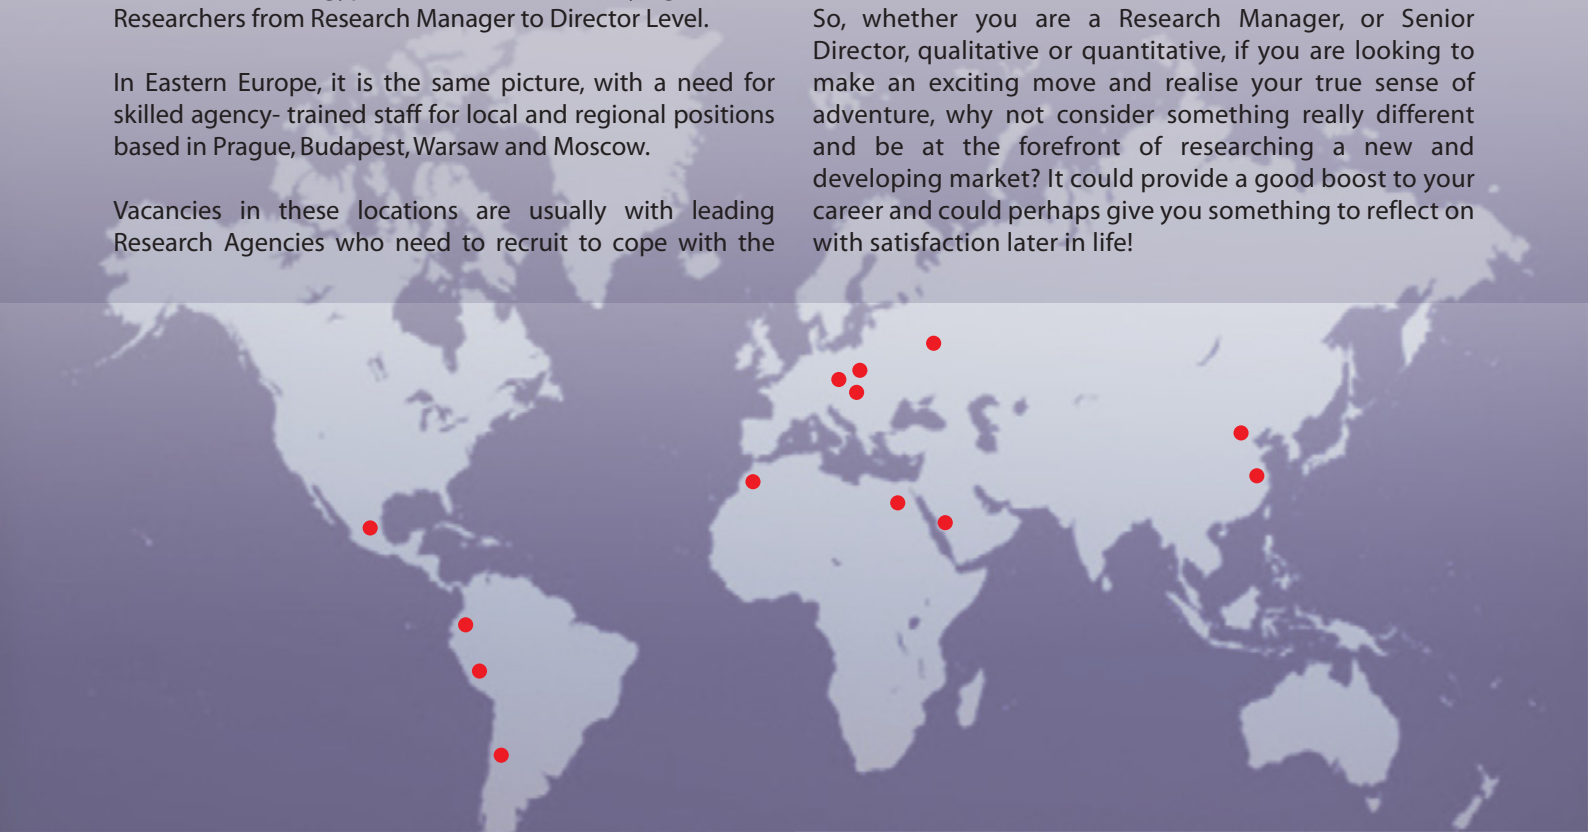 Researchers from Research Manager to Director Level.
In Eastern Europe, it is the same picture, with a need for
skilled agency- trained staff for local and regional positions
based in Prague, Budapest, Warsaw and Moscow.
Vacancies in these locations are usually with leading
Research Agencies who need to recruit to cope with the
So, whether you are a Research Manager, or Senior
Director, qualitative or quantitative, if you are looking to
make an exciting move and realise your true sense of
adventure, why not consider something really different
and be at the forefront of researching a new and
developing market? It could provide a good boost to your
career and could perhaps give you something to reflect on
with satisfaction later in life!